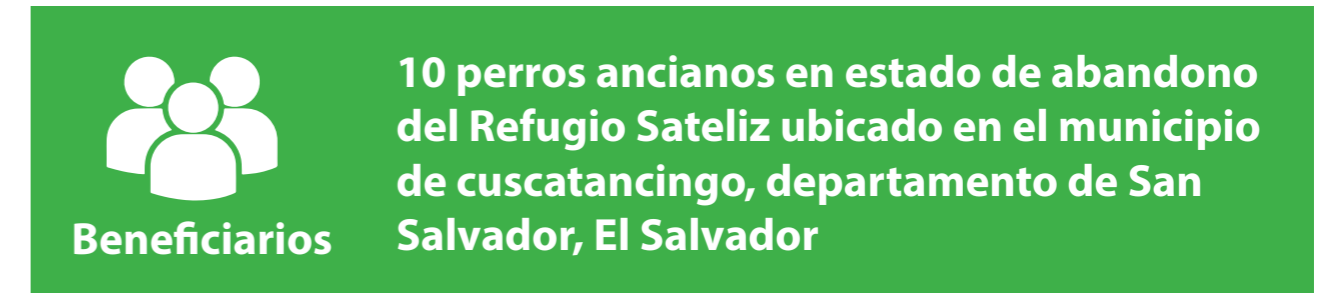 10 perros ancianos en estado de abandono
del Refugio Sateliz ubicado en el municipio
de cuscatancingo, departamento de San
Salvador, El Salvador
Beneficiarios